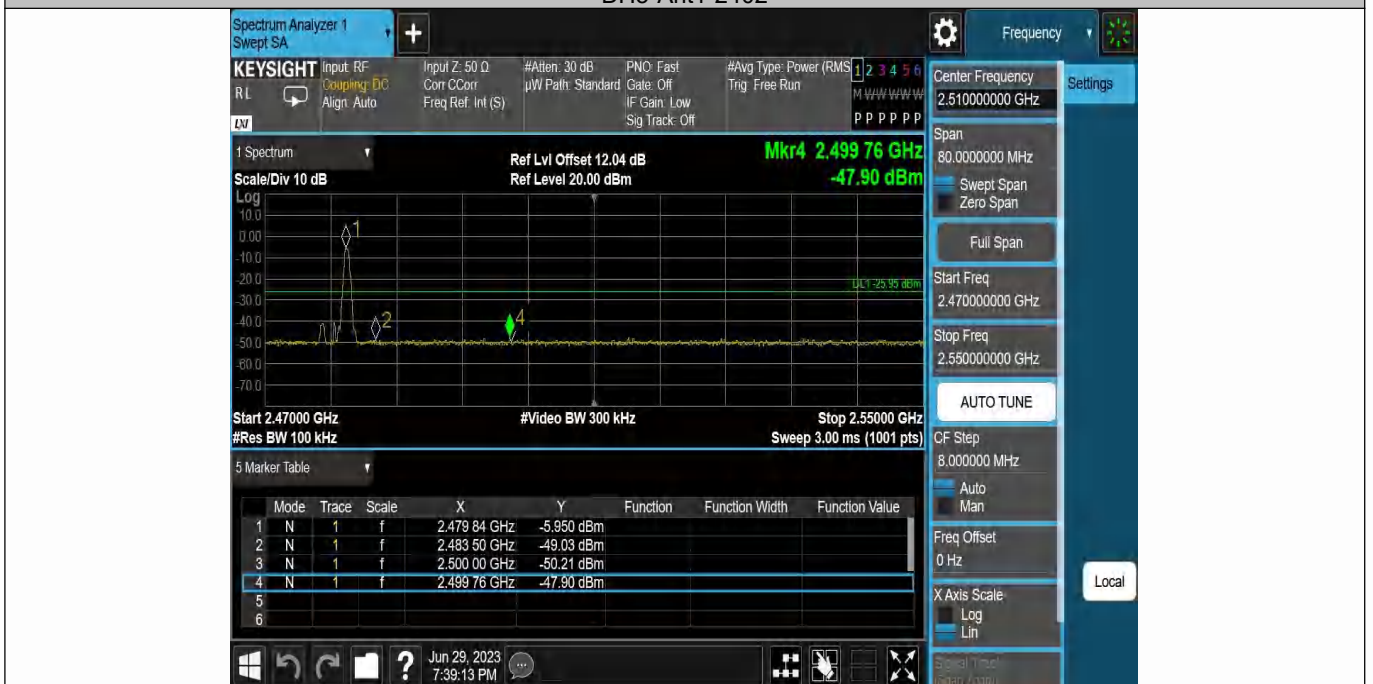 Spectrum Analyzer 1
Swept SA
+
Frequency
KEYSIGHT
RL
LXI
Input: RF
Coupling: DC
Align: Auto
Input Z: 50 Ω
Corr CCorr
Freq Ref: Int (S)
#Atten: 30 dB
µW Path: Standard
PNO: Fast
Gate: Off
IF Gain: Low
Sig Track: Off
#Avg Type: Power (RMS
Trig: Free Run
1 2 3 4 5 6
M W W W W W
P P P P P P
1 Spectrum
Scale/Div 10 dB
Ref Lvl Offset 12.04 dB
Ref Level 20.00 dBm
Mkr4 2.499 76 GHz
-47.90 dBm
Log
10.0
0.00
-10.0
-20.0
-30.0
-40.0
-50.0
-60.0
-70.0
1
2
4
DL1 -25.95 dBm
Start 2.47000 GHz
#Video BW 300 kHz
Stop 2.55000 GHz
#Res BW 100 kHz
Sweep 3.00 ms (1001 pts)
5 Marker Table
Mode Trace Scale X Y Function Function Width Function Value
1 N 1 f 2.479 84 GHz -5.950 dBm
2 N 1 f 2.483 50 GHz -49.03 dBm
3 N 1 f 2.500 00 GHz -50.21 dBm
4 N 1 f 2.499 76 GHz -47.90 dBm
5
6
?
Jun 29, 2023
7:39:13 PM
Center Frequency
2.510000000 GHz
Settings
Span
80.0000000 MHz
Swept Span
Zero Span
Full Span
Start Freq
2.470000000 GHz
Stop Freq
2.550000000 GHz
AUTO TUNE
CF Step
8.000000 MHz
Auto
Man
Freq Offset
0 Hz
X Axis Scale
Log
Lin
Local